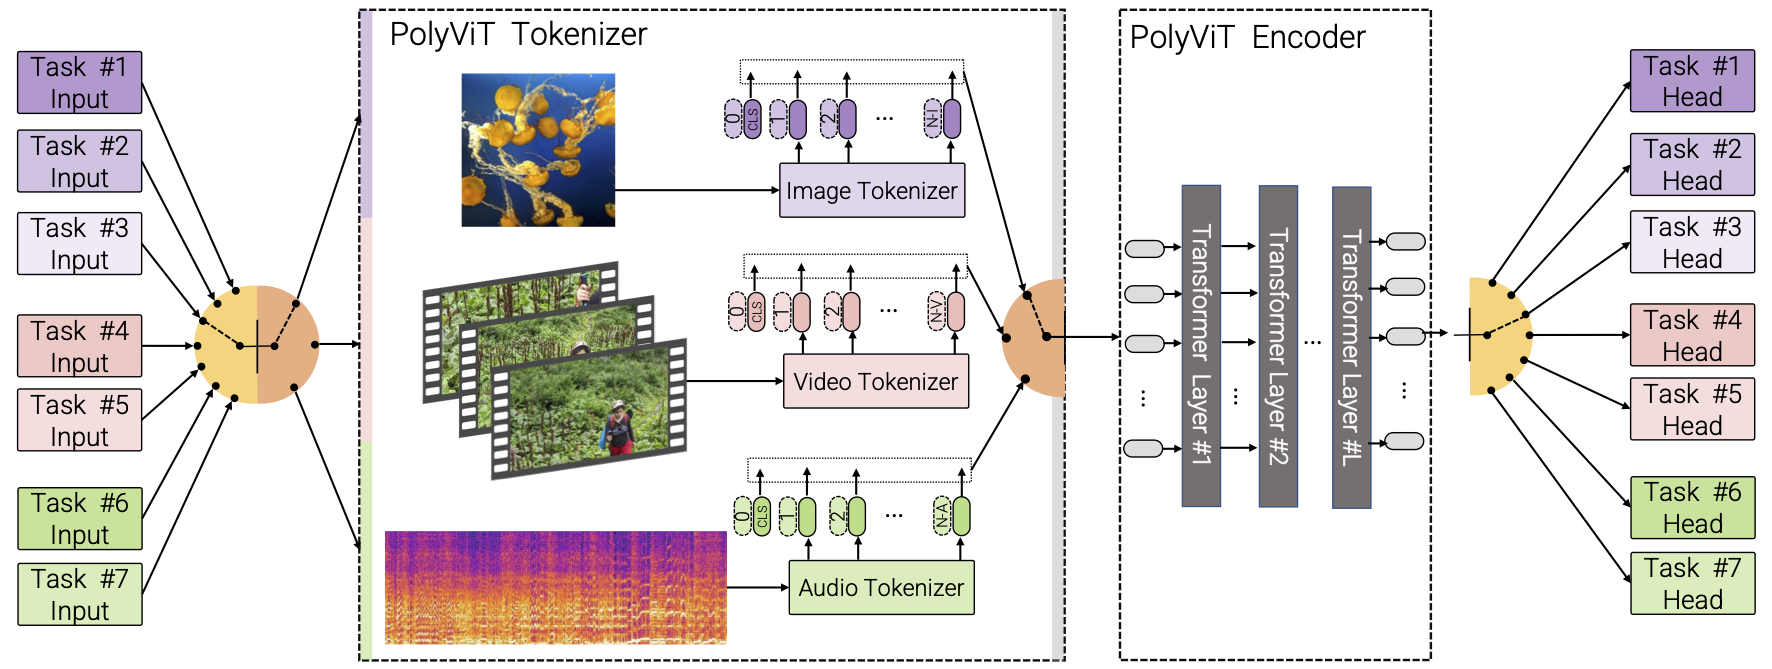 Task #1
Input
Task #2
Input
Task #3
Input
Task #4
Input
Task #5
Input
Task #6
Input
Task #7
Input
PolyViT Tokenizer
0 CLS 1 2 ... N-I
Image Tokenizer
0 CLS 1 2 ... N-V
Video Tokenizer
0 CLS 1 2 ... N-A
Audio Tokenizer
PolyViT Encoder
Transformer Layer #1
Transformer Layer #2
...
Transformer Layer #L
Task #1
Head
Task #2
Head
Task #3
Head
Task #4
Head
Task #5
Head
Task #6
Head
Task #7
Head